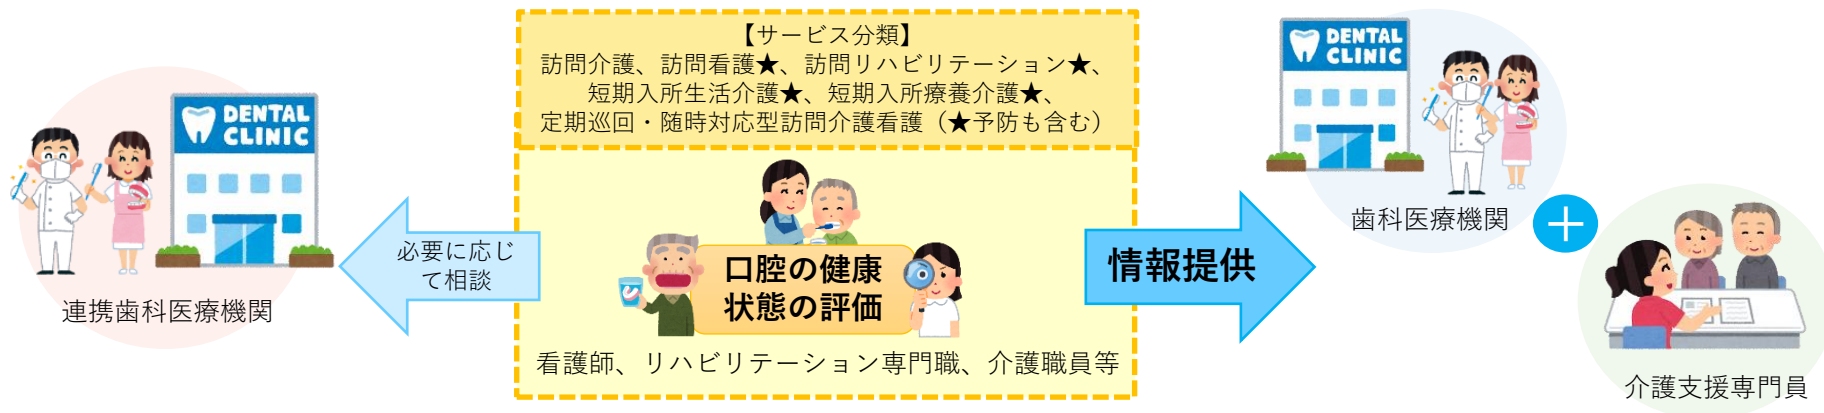 【サービス分類】
訪問介護、訪問看護★、訪問リハビリテーション★、
短期入所生活介護★、短期入所療養介護★、
定期巡回・随時対応型訪問介護看護（★予防も含む）
DENTAL
CLINIC
連携歯科医療機関
必要に応じ
て相談
口腔の健康
状態の評価
看護師、リハビリテーション専門職、介護職員等
情報提供
DENTAL
CLINIC
歯科医療機関
＋
介護支援専門員